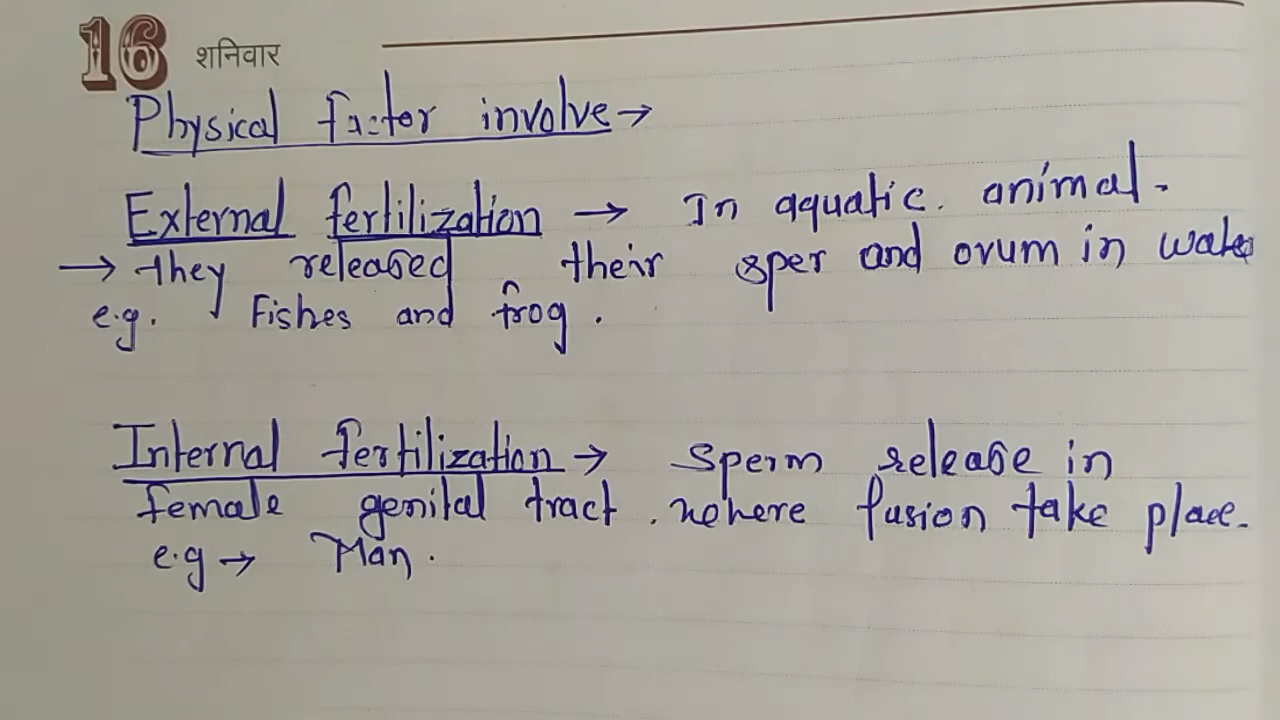 16 शनिवार
Physical factor involve →
External fertilization → In aquatic. animal.
→ they released their sper and ovum in water
e.g. Fishes and frog.
Internal fertilization → sperm release in
female genital tract. where fusion take place.
e.g → Man.